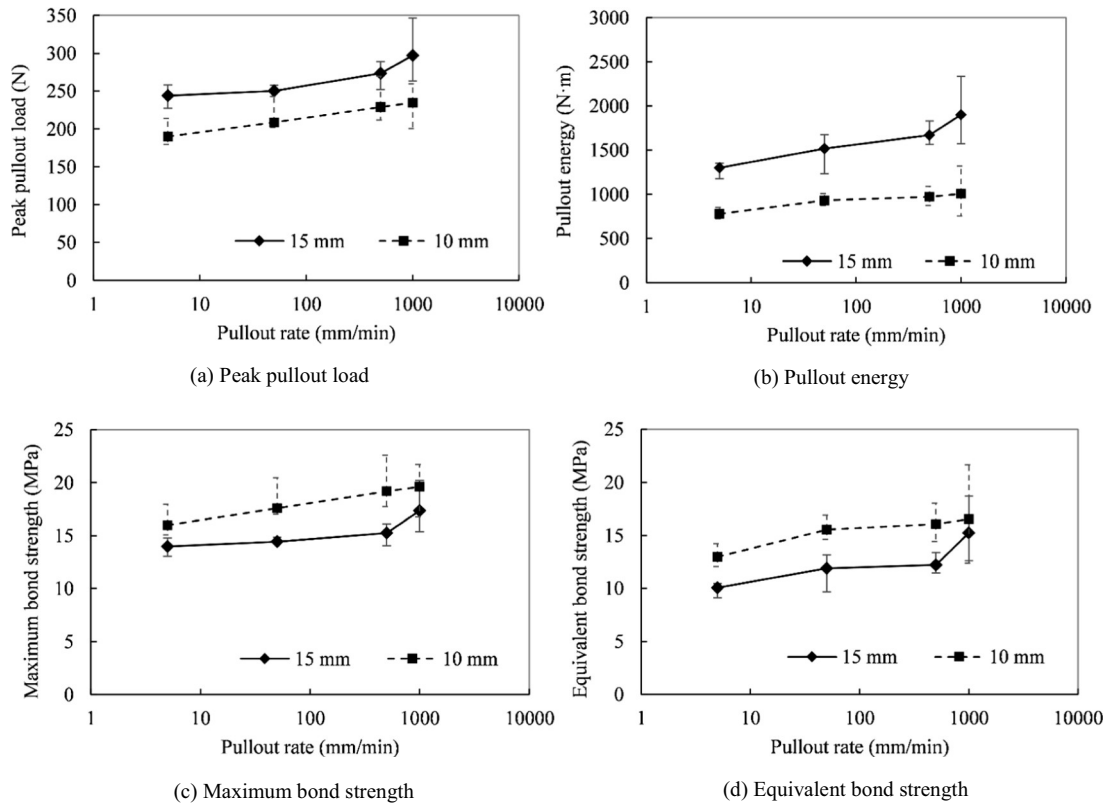 350
300
250
200
150
100
50
0
Peak pullout load (N)
15 mm 10 mm
1 10 100 1000 10000
Pullout rate (mm/min)
(a) Peak pullout load
3000
2500
2000
1500
1000
500
0
Pullout energy (N·m)
15 mm 10 mm
1 10 100 1000 10000
Pullout rate (mm/min)
(b) Pullout energy
25
20
15
10
5
0
Maximum bond strength (MPa)
15 mm 10 mm
1 10 100 1000 10000
Pullout rate (mm/min)
(c) Maximum bond strength
25
20
15
10
5
0
Equivalent bond strength (MPa)
15 mm 10 mm
1 10 100 1000 10000
Pullout rate (mm/min)
(d) Equivalent bond strength